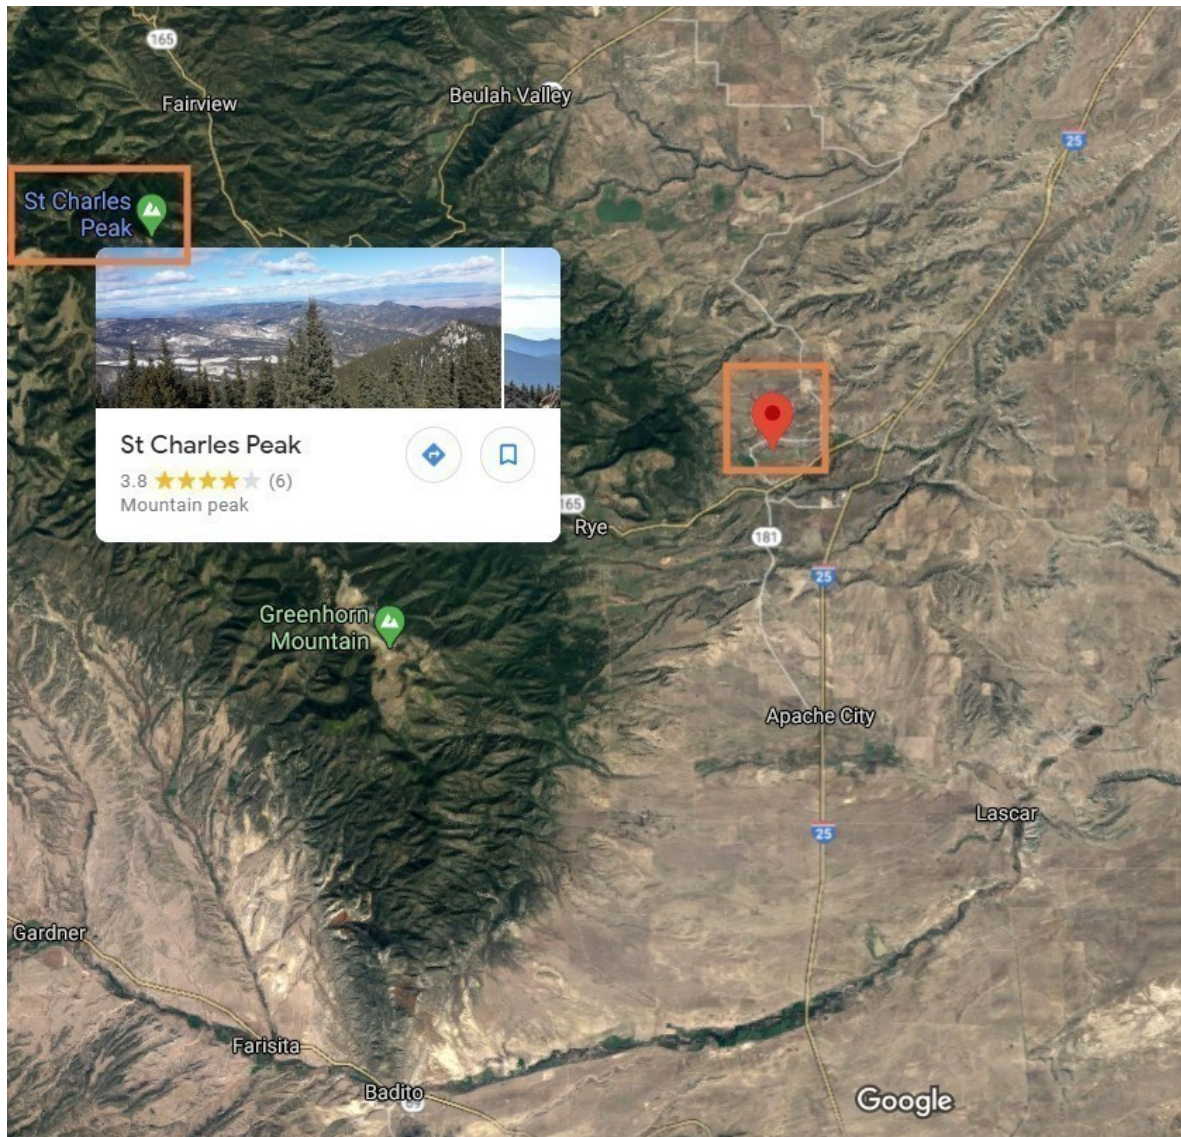 165
Fairview
Beulah Valley
25
St Charles
Peak
St Charles Peak
3.8 (6)
Mountain peak
165
Rye
181
25
Greenhorn
Mountain
Apache City
Lascar
25
Gardner
Farisita
Badito
69
Google